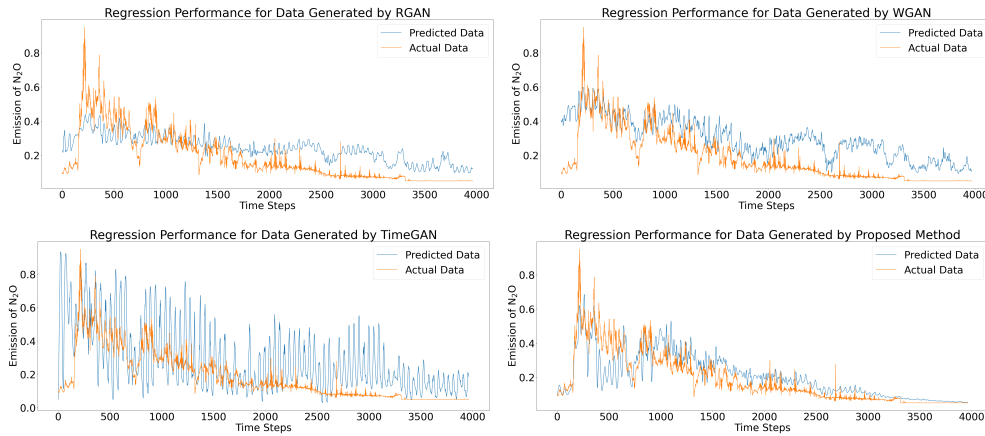 Regression Performance for Data Generated by RGAN
Predicted Data
Actual Data
Emission of N₂O
0.8
0.6
0.4
0.2
0 500 1000 1500 2000 2500 3000 3500 4000
Time Steps
Regression Performance for Data Generated by WGAN
Predicted Data
Actual Data
Emission of N₂O
0.8
0.6
0.4
0.2
0 500 1000 1500 2000 2500 3000 3500 4000
Time Steps
Regression Performance for Data Generated by TimeGAN
Predicted Data
Actual Data
Emission of N₂O
0.8
0.6
0.4
0.2
0.0
0 500 1000 1500 2000 2500 3000 3500 4000
Time Steps
Regression Performance for Data Generated by Proposed Method
Predicted Data
Actual Data
Emission of N₂O
0.8
0.6
0.4
0.2
0 500 1000 1500 2000 2500 3000 3500 4000
Time Steps